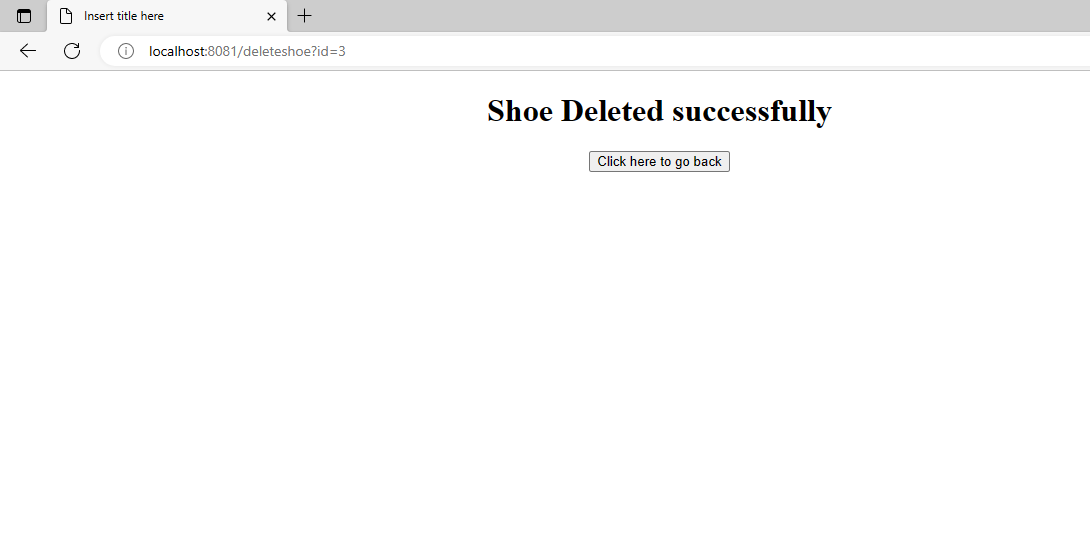 Insert title here
localhost:8081/deleteshoe?id=3
Shoe Deleted successfully
Click here to go back